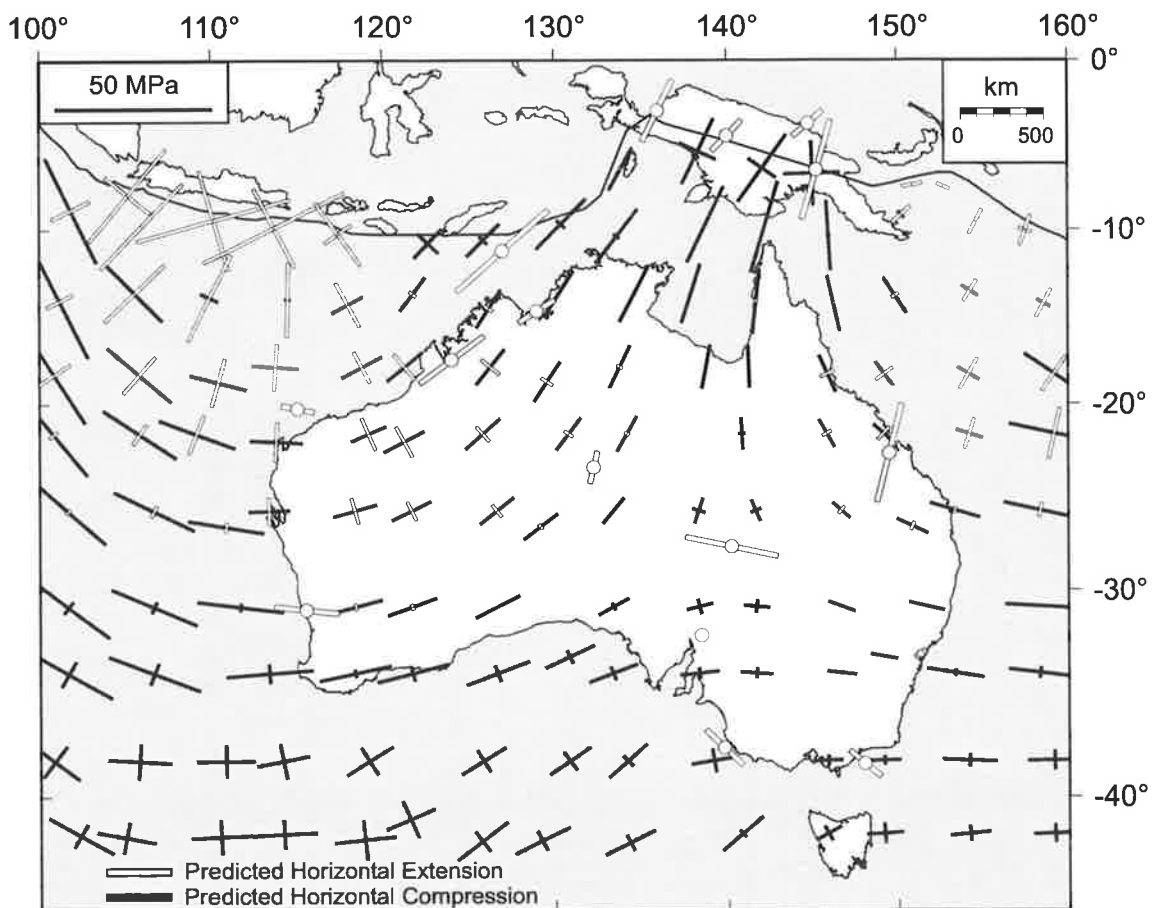 100° 110° 120° 130° 140° 150° 160°
0°
50 MPa
km
0 500
-10°
-20°
-30°
-40°
Predicted Horizontal Extension
Predicted Horizontal Compression